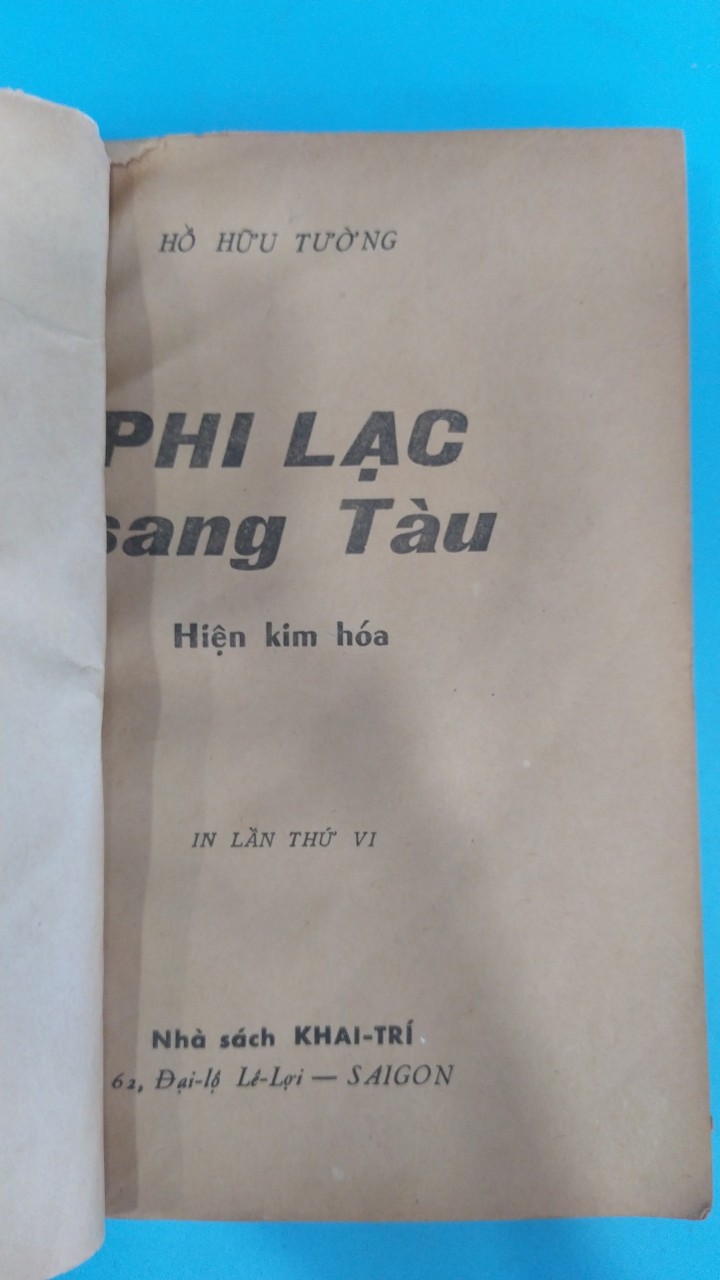 HỒ HỮU TƯỜNG
PHI LẠC
sang Tàu
Hiện kim hóa
IN LẦN THỨ VI
Nhà sách KHAI-TRÍ
62, Đại-lộ Lê-Lợi — SAIGON